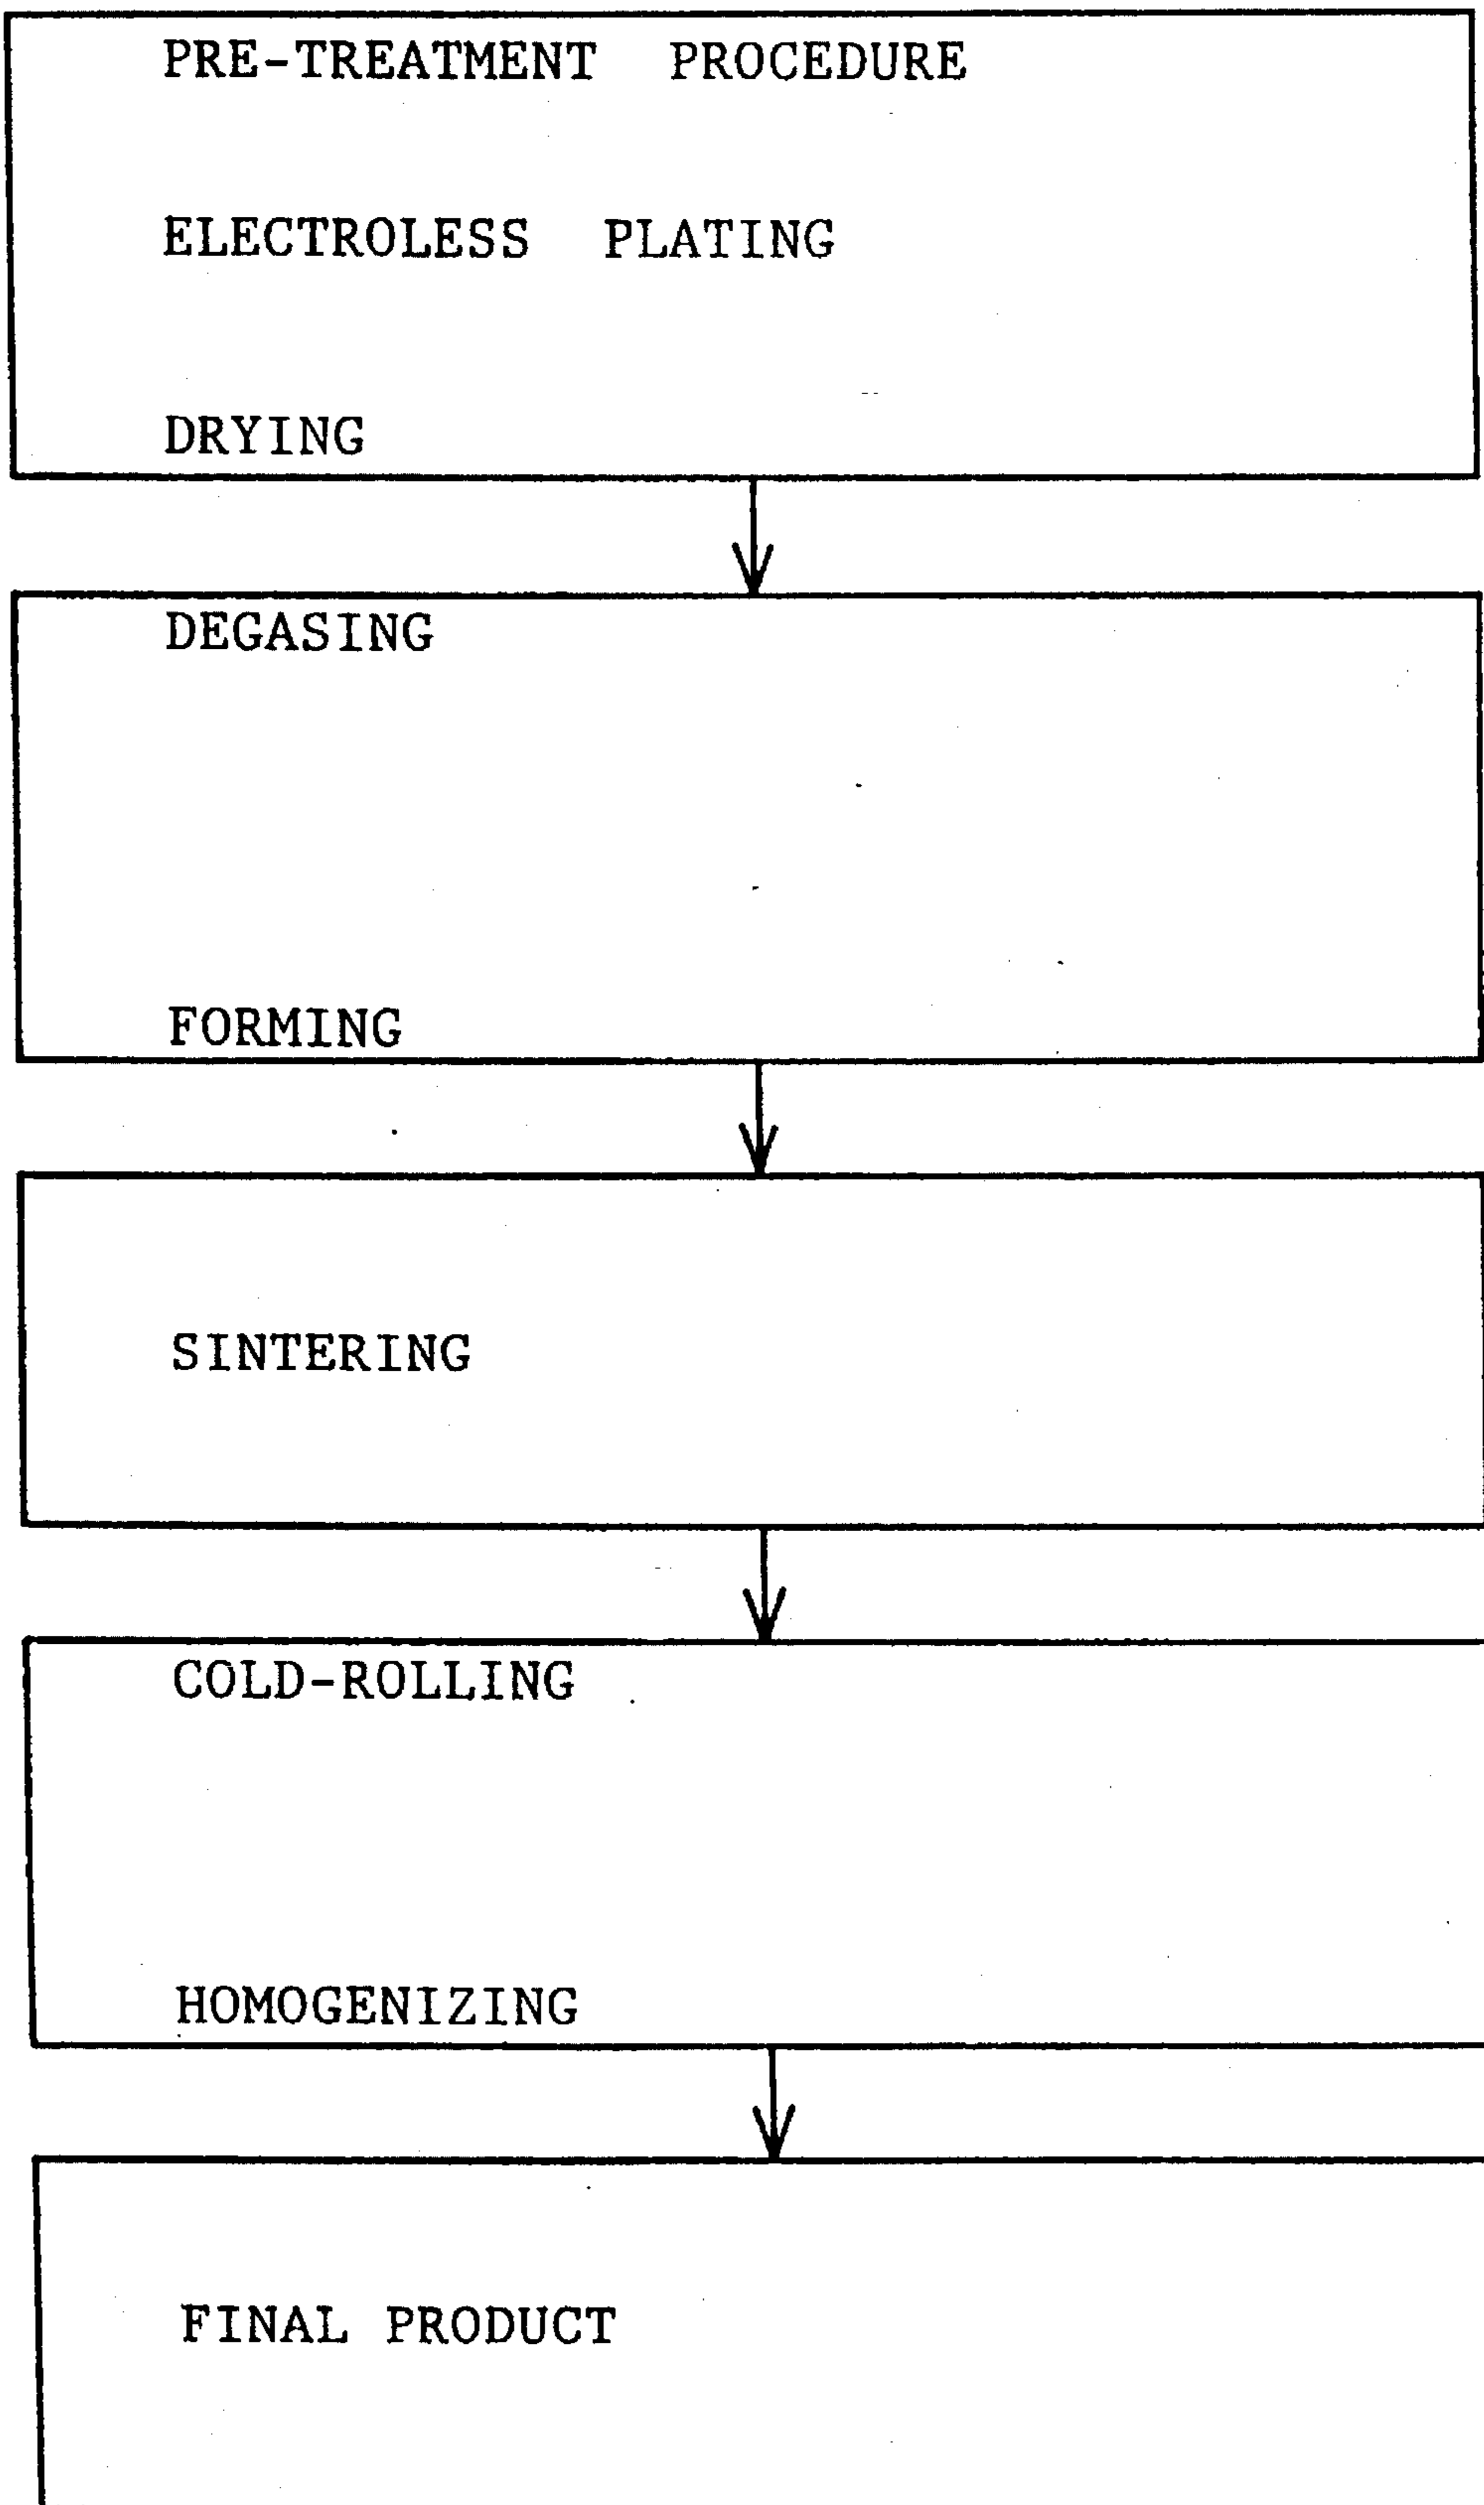 PRE-TREATMENT PROCEDURE
ELECTROLESS PLATING
DRYING
DEGASING
FORMING
SINTERING
COLD-ROLLING
HOMOGENIZING
FINAL PRODUCT